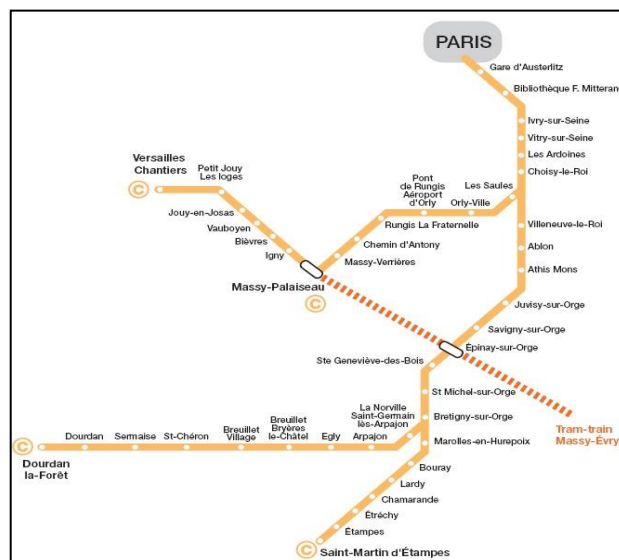 PARIS
Gare d'Austerlitz
Bibliothèque F. Mitterand
Ivry-sur-Seine
Vitry-sur-Seine
Les Ardoines
Choisy-le-Roi
Les Saules
Orly-Ville
Pont
de Rungis
Aéroport
d'Orly
Rungis La Fraternelle
Chemin d'Antony
Massy-Verrières
Versailles
Chantiers
C
Petit Jouy
Les loges
Jouy-en-Josas
Vauboyen
Bièvres
Igny
Massy-Palaiseau
C
Villeneuve-le-Roi
Ablon
Athis Mons
Juvisy-sur-Orge
Savigny-sur-Orge
Épinay-sur-Orge
Ste Geneviève-des-Bois
St Michel-sur-Orge
Bretigny-sur-Orge
Marolles-en-Hurepoix
Tram-train
Massy-Évry
La Norville
Saint-Germain
lès-Arpajon
Arpajon
Egly
Breuillet
Bryères
le-Châtel
Breuillet
Village
St-Chéron
Sermaise
Dourdan
C
Dourdan
la-Forêt
Bouray
Lardy
Chamarande
Étréchy
Étampes
C
Saint-Martin d'Étampes